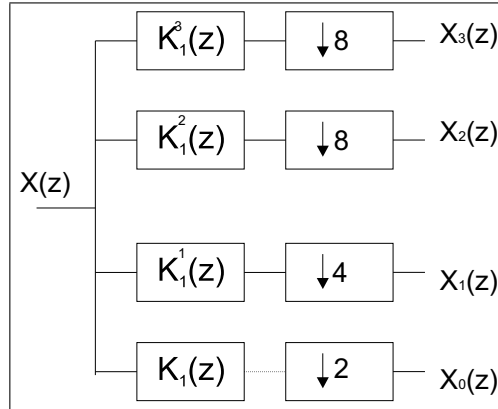 K₁³(z) ↓8 X₃(z)
K₁²(z) ↓8 X₂(z)
X(z)
K₁¹(z) ↓4 X₁(z)
K₁(z) ↓2 X₀(z)